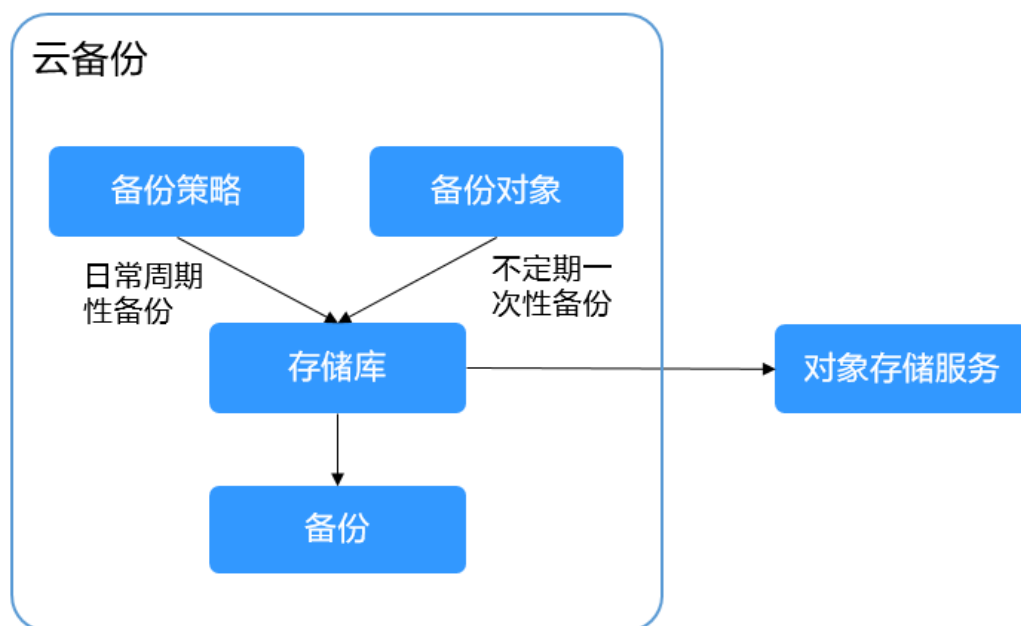 云备份
备份策略
备份对象
日常周期
性备份
不定期一
次性备份
存储库
对象存储服务
备份